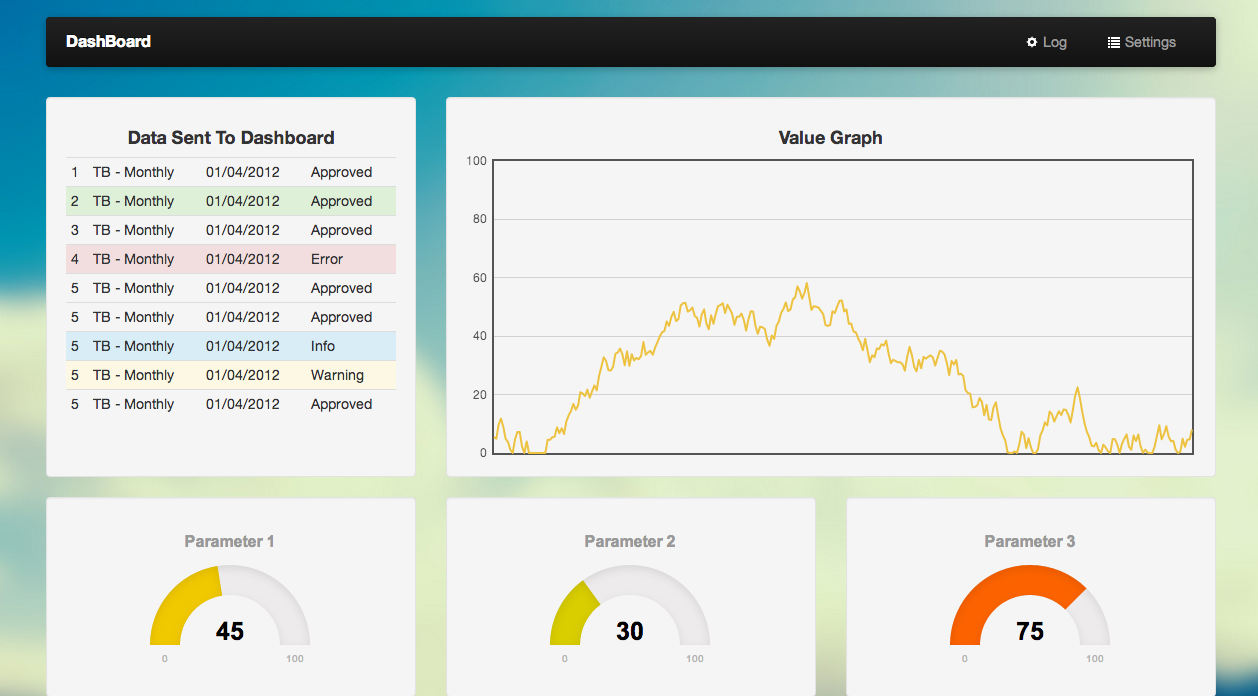 DashBoard Log Settings
Data Sent To Dashboard
1 TB - Monthly 01/04/2012 Approved
2 TB - Monthly 01/04/2012 Approved
3 TB - Monthly 01/04/2012 Approved
4 TB - Monthly 01/04/2012 Error
5 TB - Monthly 01/04/2012 Approved
5 TB - Monthly 01/04/2012 Approved
5 TB - Monthly 01/04/2012 Info
5 TB - Monthly 01/04/2012 Warning
5 TB - Monthly 01/04/2012 Approved
Value Graph
100
80
60
40
20
0
Parameter 1
45
0 100
Parameter 2
30
0 100
Parameter 3
75
0 100